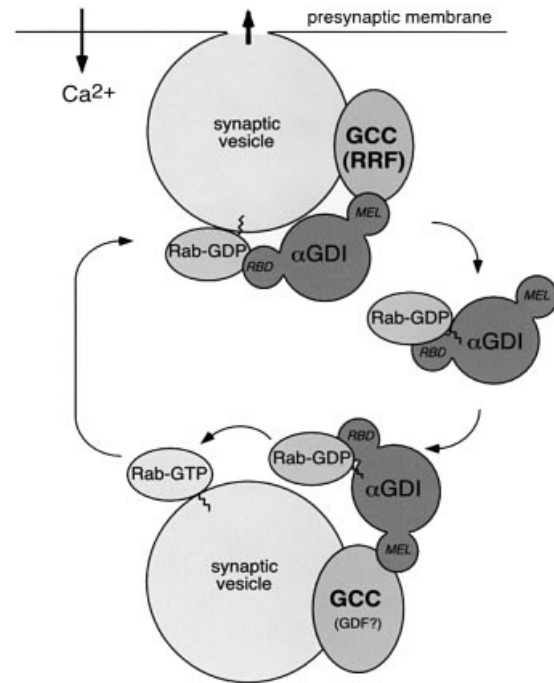 presynaptic membrane
Ca2+
synaptic
vesicle
GCC
(RRF)
MEL
Rab-GDP
RBD
αGDI
MEL
Rab-GDP
RBD
αGDI
RBD
Rab-GDP
Rab-GTP
αGDI
MEL
synaptic
vesicle
GCC
(GDF?)